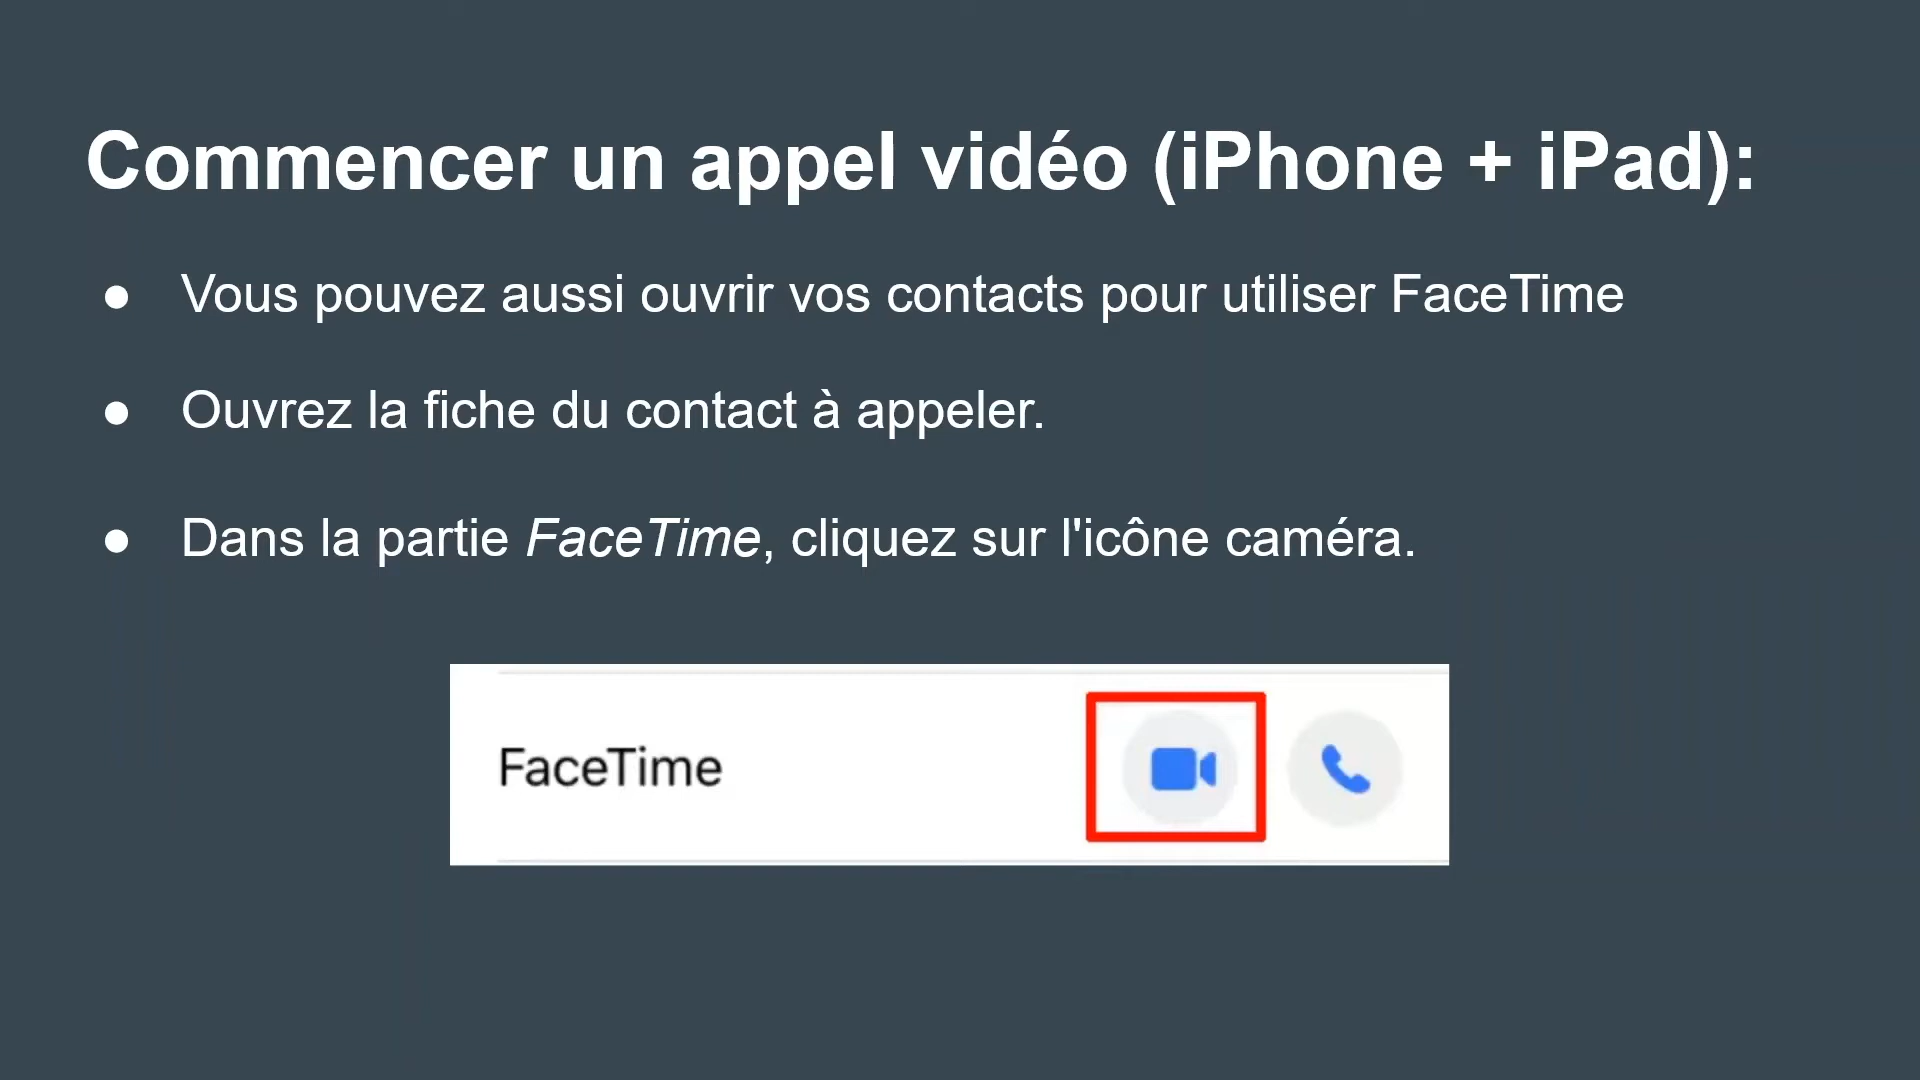 Commencer un appel vidéo (iPhone + iPad):
● Vous pouvez aussi ouvrir vos contacts pour utiliser FaceTime
● Ouvrez la fiche du contact à appeler.
● Dans la partie FaceTime, cliquez sur l'icône caméra.
FaceTime